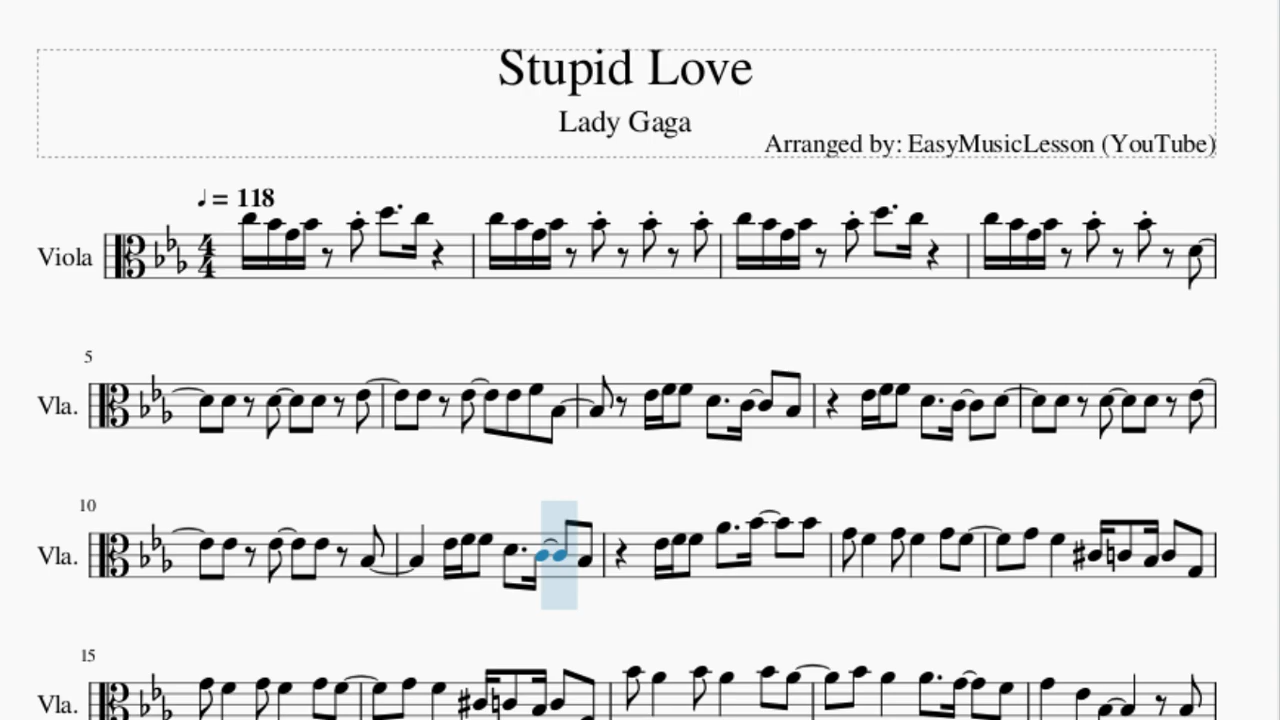 Stupid Love
Lady Gaga
Arranged by: EasyMusicLesson (YouTube)
♩= 118
Viola
4
4
5
Vla.
10
Vla.
15
Vla.